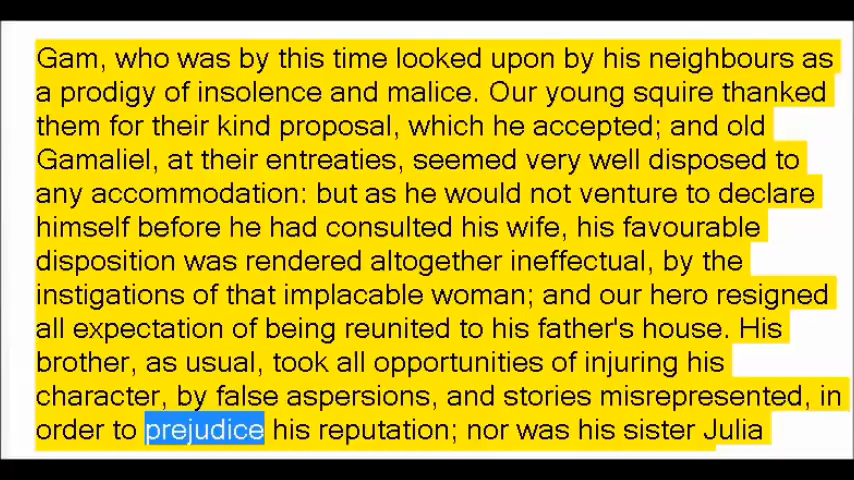 Gam, who was by this time looked upon by his neighbours as
a prodigy of insolence and malice. Our young squire thanked
them for their kind proposal, which he accepted; and old
Gamaliel, at their entreaties, seemed very well disposed to
any accommodation: but as he would not venture to declare
himself before he had consulted his wife, his favourable
disposition was rendered altogether ineffectual, by the
instigations of that implacable woman; and our hero resigned
all expectation of being reunited to his father's house. His
brother, as usual, took all opportunities of injuring his
character, by false aspersions, and stories misrepresented, in
order to prejudice his reputation; nor was his sister Julia